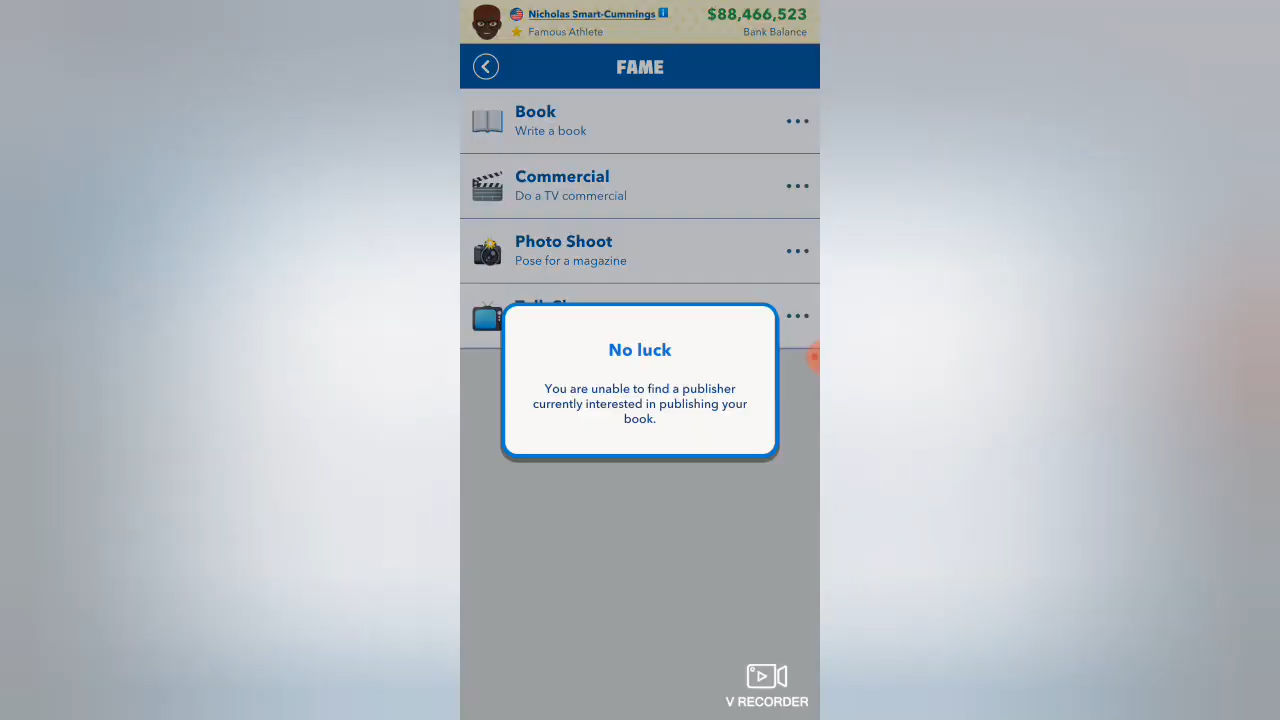 Nicholas Smart-Cummings
$88,466,523
Famous Athlete
Bank Balance
FAME
Book
Write a book
Commercial
Do a TV commercial
Photo Shoot
Pose for a magazine
No luck
You are unable to find a publisher
currently interested in publishing your
book.
V RECORDER